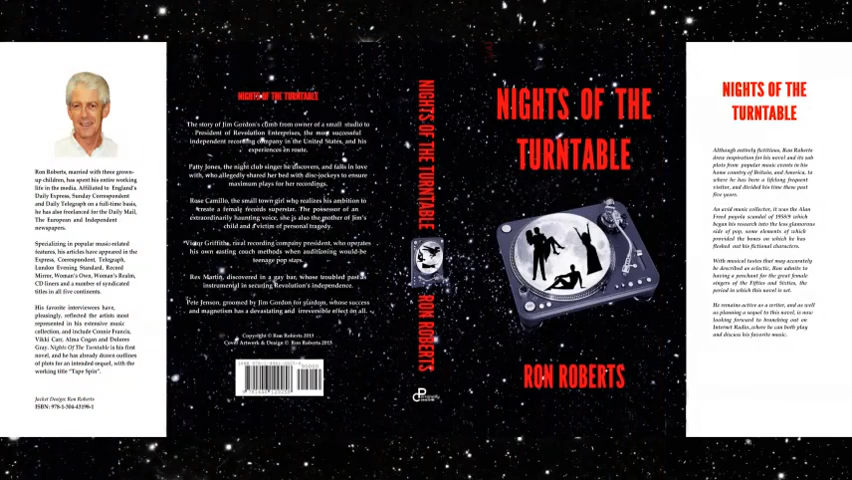 Ron Roberts, married with three grown-
up children, has spent his entire working
life in the media. Affiliated to England's
Daily Express, Sunday Correspondent
and Daily Telegraph on a full-time basis,
he has also freelanced for the Daily Mail,
The European and Independent
newspapers.
Specializing in popular music-related
features, his articles have appeared in the
Express, Correspondent, Telegraph,
London Evening Standard, Record
Mirror, Woman's Own, Woman's Realm,
CD liners and a number of syndicated
titles in all five continents.
His favorite interviewees have,
pleasingly, reflected the artists most
represented in his extensive music
collection, and include Connie Francis,
Vikki Carr, Alma Cogan and Dolores
Gray. Nights Of The Turntable is his first
novel, and he has already drawn outlines
of plots for an intended sequel, with the
working title "Tape Spin".
Jacket Design: Ron Roberts
NIGHTS OF THE TURNTABLE
The story of Jim Gordon's climb from owner of a small studio to
President of Revolution Enterprises, the most successful
independent recording company in the United States, and his
experiences en route.
Patty Jones, the night club singer he discovers, and falls in love
with, who allegedly shared her bed with disc-jockeys to ensure
maximum plays for her recordings.
Rose Camillo, the small town girl who realizes his ambition to
create a female records superstar. The possessor of an
extraordinarily haunting voice, she is also the mother of Jim's
child and a victim of personal tragedy.
Victor Griffiths, rival recording company president, who operates
his own casting couch methods when auditioning would-be
teenage pop stars.
Rex Martin, discovered in a gay bar, whose troubled past is
instrumental in securing Revolution's independence.
Pete Jenson, groomed by Jim Gordon for stardom, whose success
and magnetism has a devastating and irreversible effect on all.
Copyright © Ron Roberts 2013
Cover Artwork & Design © Ron Roberts 2013
NIGHTS OF THE TURNTABLE
RON ROBERTS
NIGHTS OF THE
TURNTABLE
RON ROBERTS
NIGHTS OF THE
TURNTABLE
Although entirely fictitious, Ron Roberts
drew inspiration for his novel and its sub
plots from popular music events in his
home country of Britain, and America, to
where he has been a lifelong frequent
visitor, and divided his time these past
five years.
An avid music collector, it was the Alan
Freed payola scandal of 1958/9 which
began his research into the less glamorous
side of pop, some elements of which
provided the bones on which he has
fleshed out his fictional characters.
With musical tastes that may accurately
be described as eclectic, Ron admits to
having a penchant for the great female
singers of the Fifties and Sixties, the
period in which this novel is set.
He remains active as a writer, and as well
as planning a sequel to this novel, is now
looking forward to branching out on
Internet Radio, where he can both play
and discuss his favorite music.